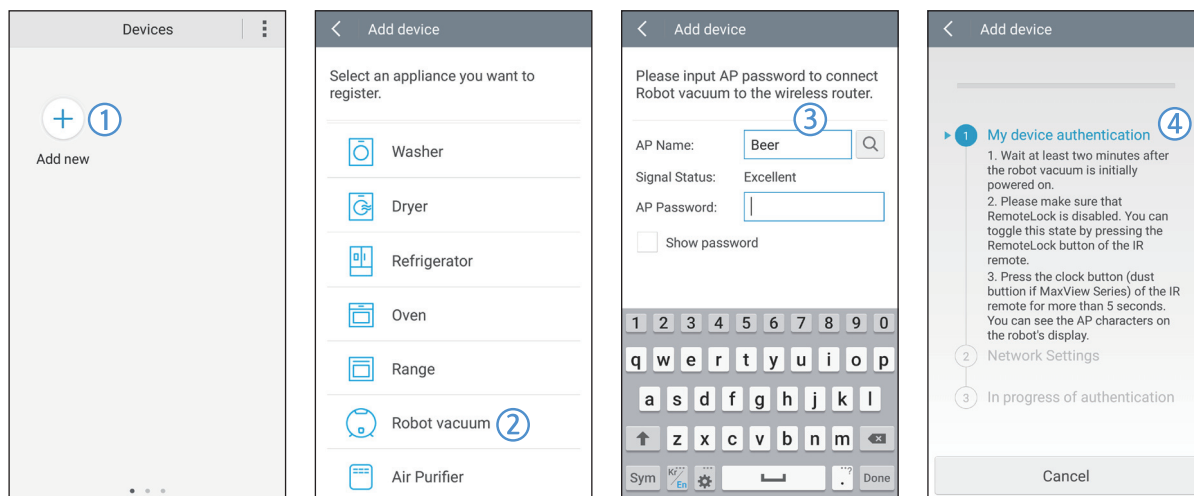 Devices
1
Add new
Add device
Select an appliance you want to
register.
Washer
Dryer
Refrigerator
Oven
Range
Robot vacuum 2
Air Purifier
Add device
Please input AP password to connect
Robot vacuum to the wireless router.
3
AP Name: Beer
Signal Status: Excellent
AP Password:
Show password
1 2 3 4 5 6 7 8 9 0
q w e r t y u i o p
a s d f g h j k l
z x c v b n m
Sym Kr/En . Done
Add device
4
1 My device authentication
1. Wait at least two minutes after
the robot vacuum is initially
powered on.
2. Please make sure that
RemoteLock is disabled. You can
toggle this state by pressing the
RemoteLock button of the IR
remote.
3. Press the clock button (dust
buttion if MaxView Series) of the IR
remote for more than 5 seconds.
You can see the AP characters on
the robot's display.
2 Network Settings
3 In progress of authentication
Cancel